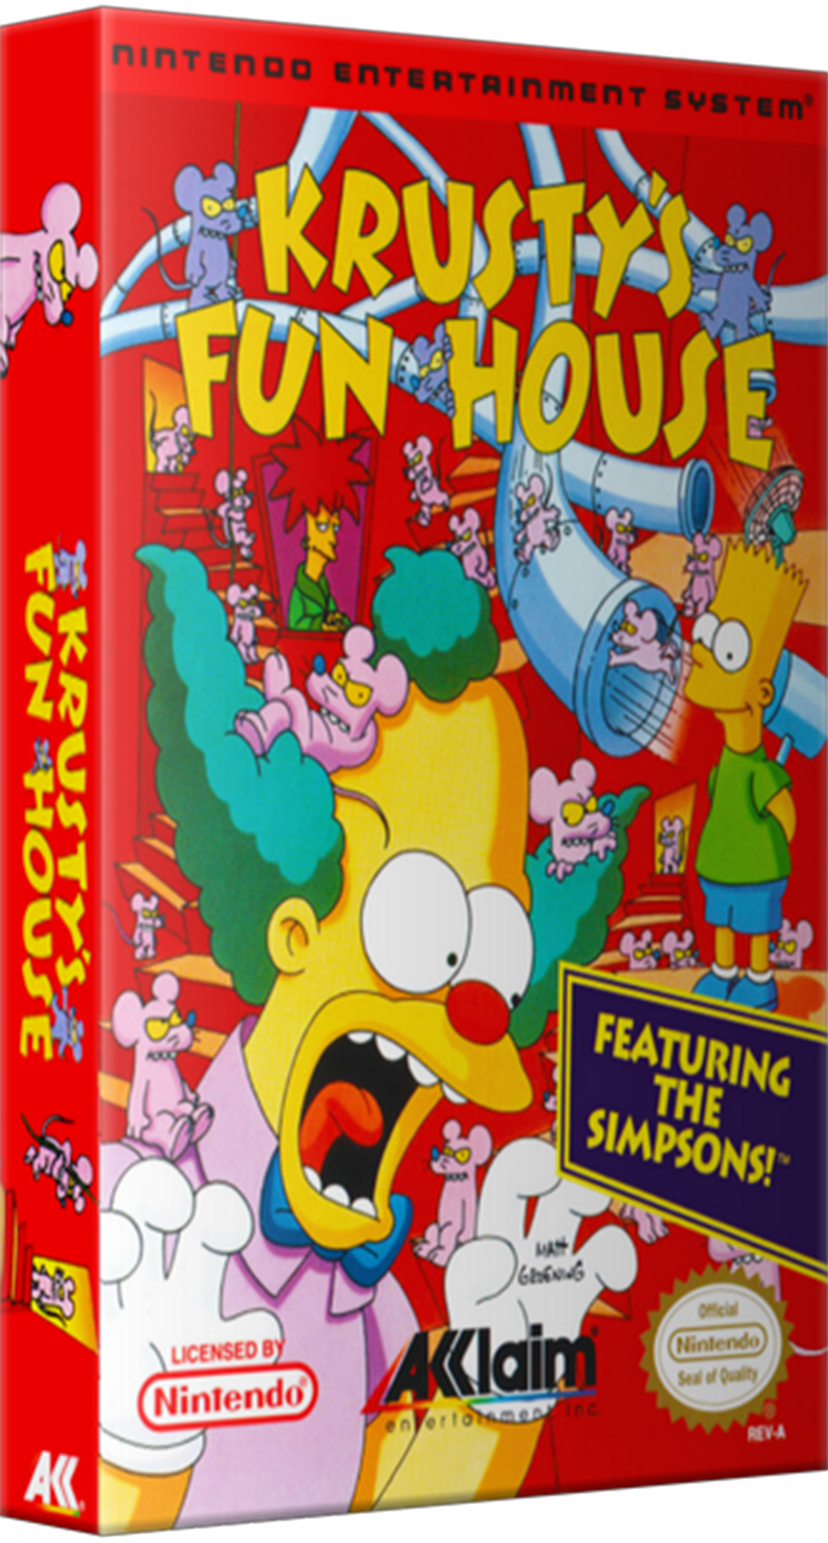 NINTENDO ENTERTAINMENT SYSTEM®
KRUSTY'S
FUN HOUSE
KRUSTY'S
FUN HOUSE
FEATURING
THE
SIMPSONS!™
MATT
GROENING
LICENSED BY
Nintendo®
AKKlaim®
entertainment inc.
Official
Nintendo
Seal of Quality
®
REV-A
AKK®